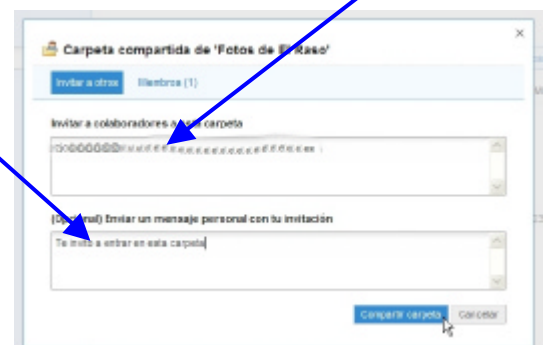 Carpeta compartida de 'Fotos de El Raso'
Invitar a otros Miembros (1)
Invitar a colaboradores a esta carpeta
(Opcional) Enviar un mensaje personal con tu invitación
Te invito a entrar en esta carpeta
Compartir carpeta Cancelar